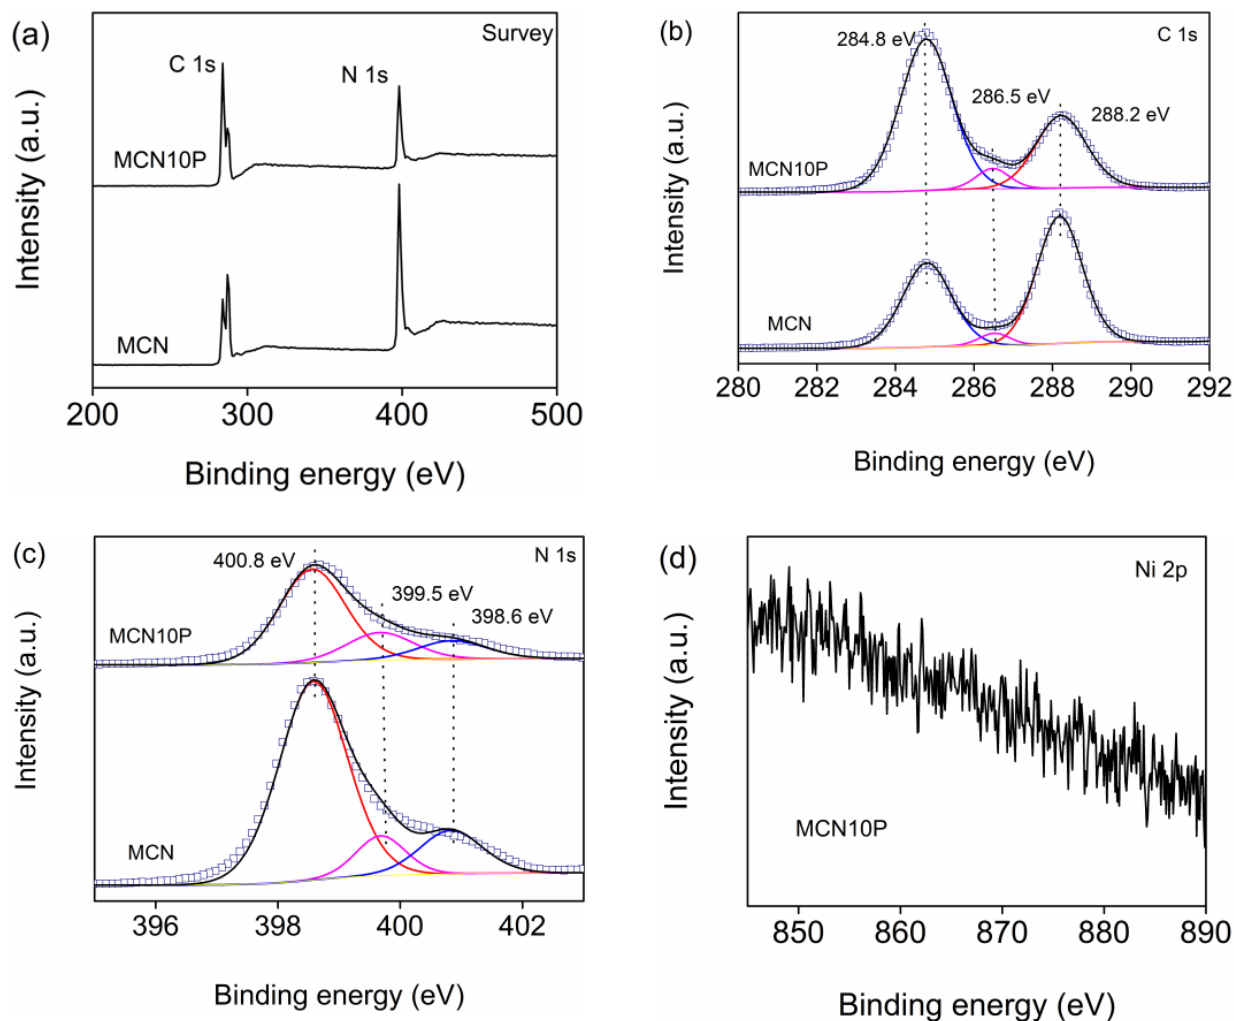 (a)
Survey
C 1s
N 1s
MCN10P
MCN
Intensity (a.u.)
200 300 400 500
Binding energy (eV)
(b)
C 1s
284.8 eV
286.5 eV
288.2 eV
MCN10P
MCN
Intensity (a.u.)
280 282 284 286 288 290 292
Binding energy (eV)
(c)
N 1s
400.8 eV
399.5 eV
398.6 eV
MCN10P
MCN
Intensity (a.u.)
396 398 400 402
Binding energy (eV)
(d)
Ni 2p
MCN10P
Intensity (a.u.)
850 860 870 880 890
Binding energy (eV)